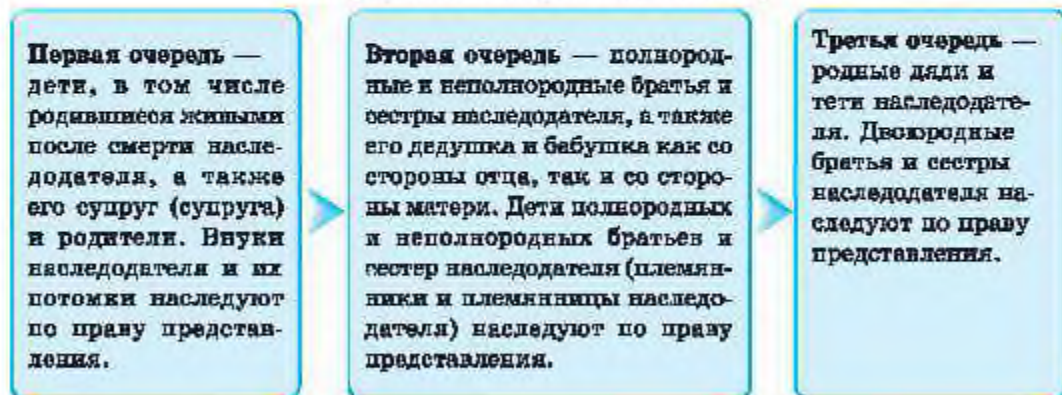 Первая очередь —
дети, в том числе
родившиеся живыми
после смерти насле-
додателя, а также
его супруг (супруга)
и родители. Внуки
наследодателя и их
потомки наследуют
по праву представ-
ления.
Вторая очередь — полнород-
ные и неполнородные братья и
сестры наследодателя, а также
его дедушка и бабушка как со
стороны отца, так и со сторо-
ны матери. Дети полнородных
и неполнородных братьев и
сестер наследодателя (племян-
ники и племянницы наследо-
дателя) наследуют по праву
представления.
Третья очередь —
родные дяди и
тети наследодате-
ля. Двоюродные
братья и сестры
наследодателя на-
следуют по праву
представления.